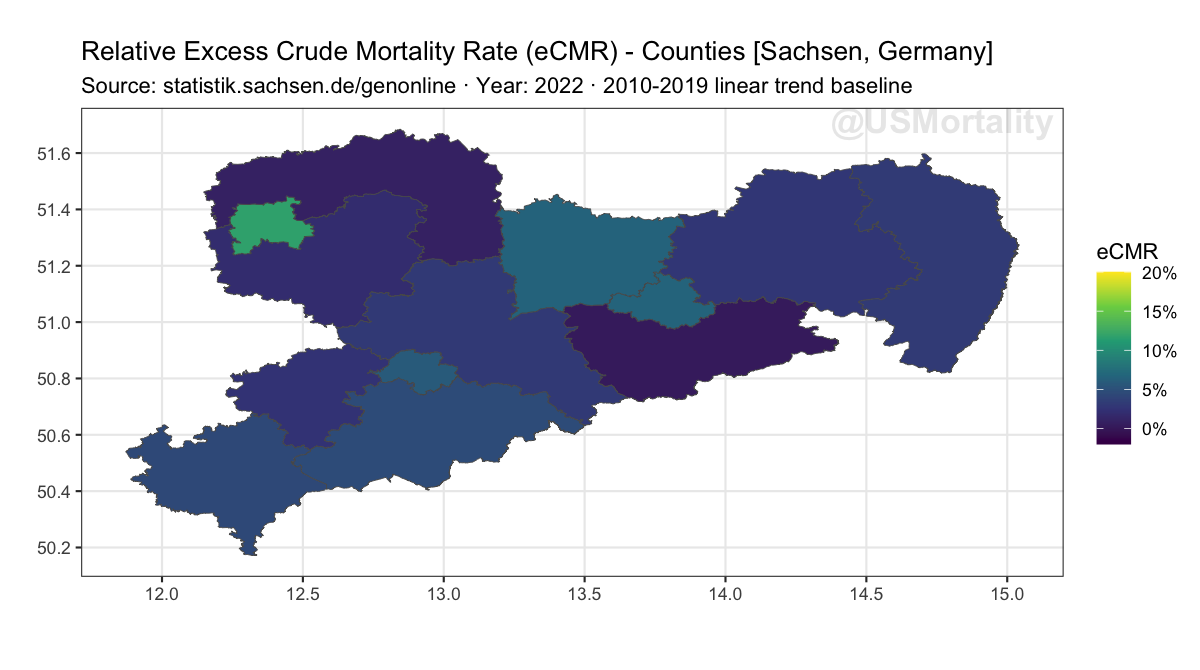 Relative Excess Crude Mortality Rate (eCMR) - Counties [Sachsen, Germany]
Source: statistik.sachsen.de/genonline · Year: 2022 · 2010-2019 linear trend baseline
@USMortality
51.6
51.4
51.2
51.0
50.8
50.6
50.4
50.2
12.0 12.5 13.0 13.5 14.0 14.5 15.0
eCMR
20%
15%
10%
5%
0%